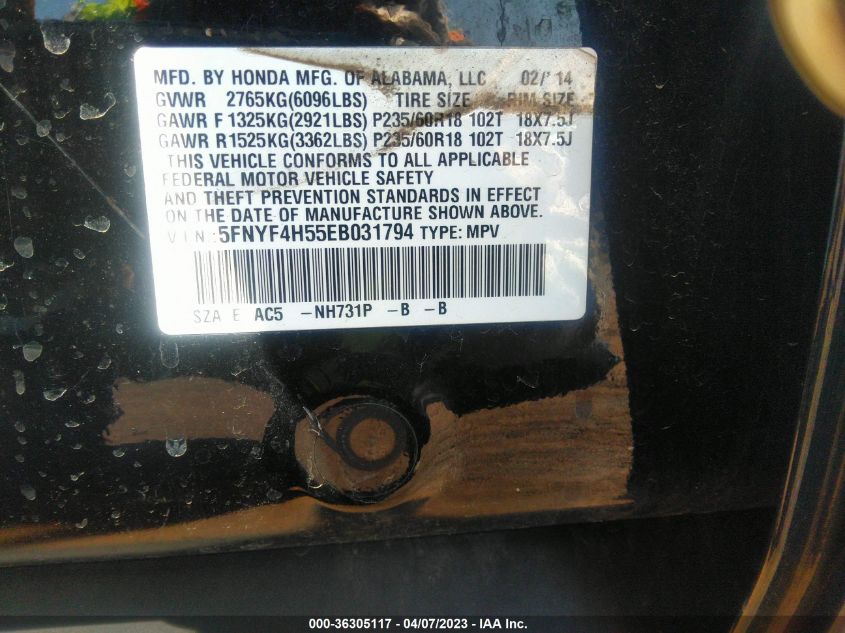 MFD. BY HONDA MFG. OF ALABAMA, LLC 02/'14
GVWR 2765KG(6096LBS) TIRE SIZE RIM SIZE
GAWR F 1325KG(2921LBS) P235/60R18 102T 18X7.5J
GAWR R 1525KG(3362LBS) P235/60R18 102T 18X7.5J
THIS VEHICLE CONFORMS TO ALL APPLICABLE
FEDERAL MOTOR VEHICLE SAFETY
AND THEFT PREVENTION STANDARDS IN EFFECT
ON THE DATE OF MANUFACTURE SHOWN ABOVE.
V I N :5FNYF4H55EB031794 TYPE: MPV
SZA E AC5 -NH731P -B -B
000-36305117 - 04/07/2023 - IAA Inc.